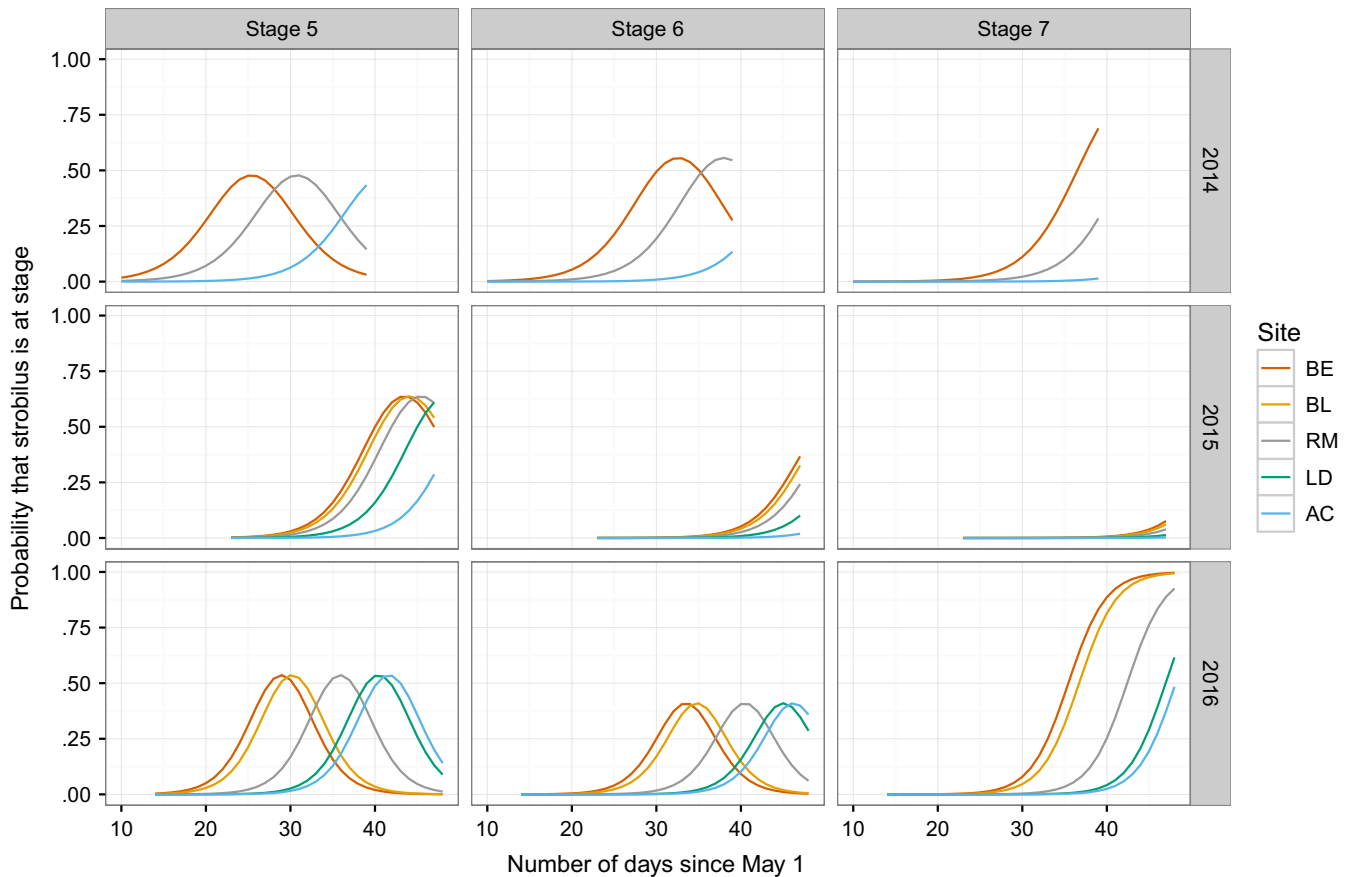 Stage 5 Stage 6 Stage 7
1.00
.75
.50
.25
.00
2014
1.00
.75
.50
.25
.00
2015
1.00
.75
.50
.25
.00
2016
10 20 30 40 10 20 30 40 10 20 30 40
Number of days since May 1
Probability that strobilus is at stage
Site
BE
BL
RM
LD
AC